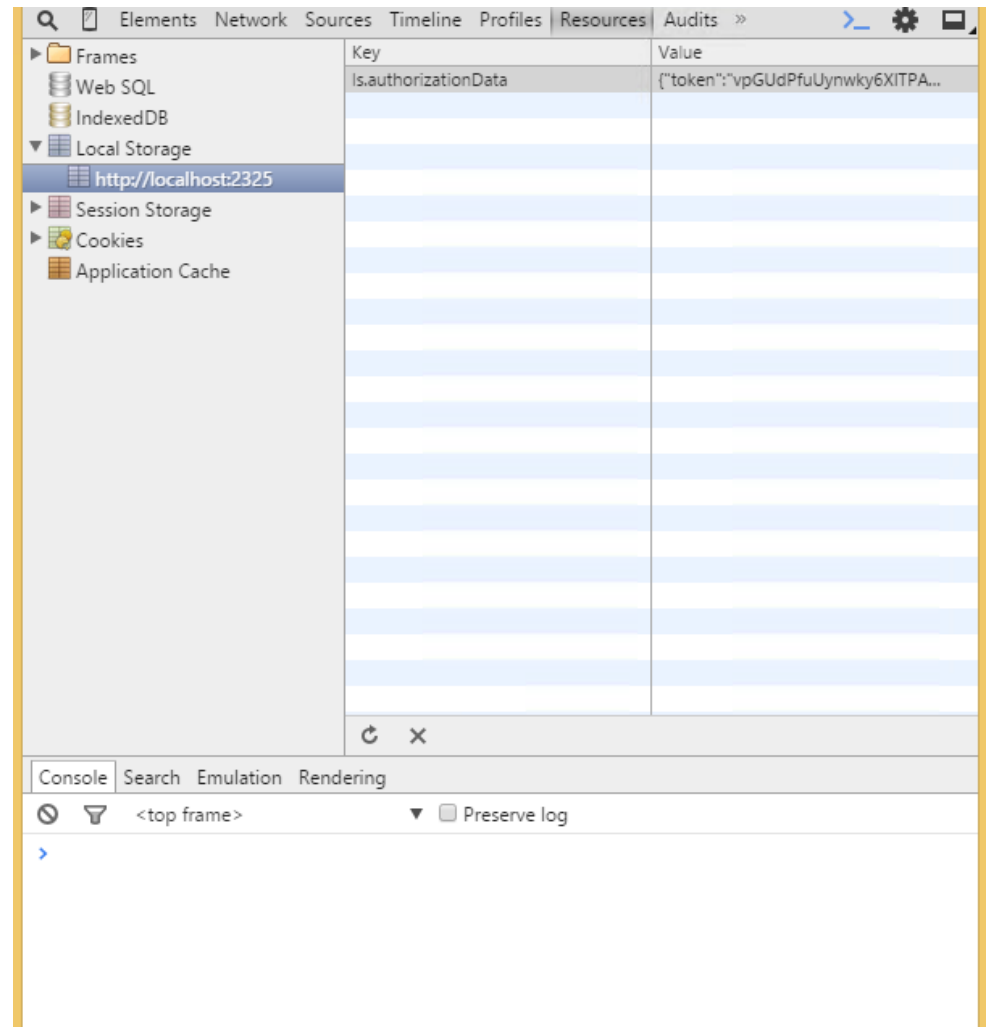 Elements Network Sources Timeline Profiles Resources Audits »
Frames
Web SQL
IndexedDB
Local Storage
http://localhost:2325
Session Storage
Cookies
Application Cache
Key Value
ls.authorizationData {"token":"vpGUdPfuUynwky6XlTPA...
Console Search Emulation Rendering
<top frame> Preserve log